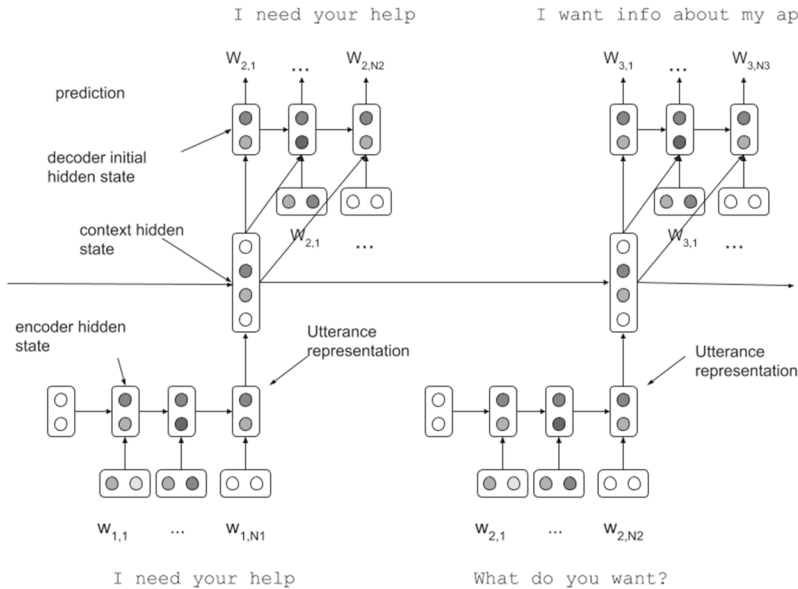 I need your help
I want info about my ap
W2,1 ... W2,N2
W3,1 ... W3,N3
prediction
decoder initial
hidden state
context hidden
state
W2,1 ...
W3,1 ...
encoder hidden
state
Utterance
representation
Utterance
representation
w1,1 ... w1,N1
w2,1 ... w2,N2
I need your help
What do you want?